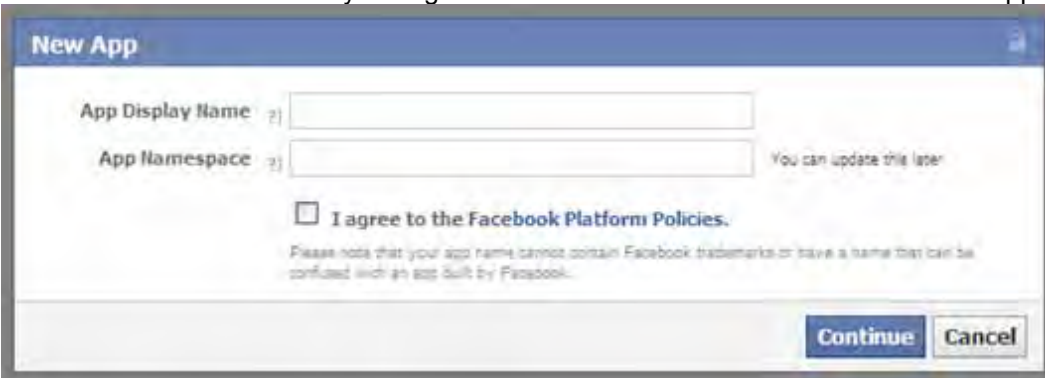 New App
App Display Name ?]
App Namespace ?] You can update this later
I agree to the Facebook Platform Policies.
Please note that your app name cannot contain Facebook trademarks or have a name that can be
confused with an app built by Facebook.
Continue Cancel